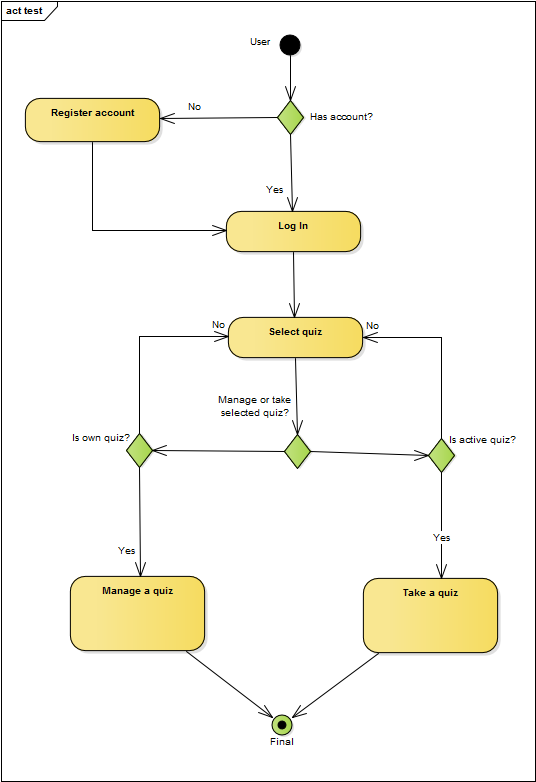 act test
User
No
Has account?
Register account
Yes
Log In
No
No
Select quiz
Manage or take
selected quiz?
Is own quiz?
Is active quiz?
Yes
Yes
Manage a quiz
Take a quiz
Final